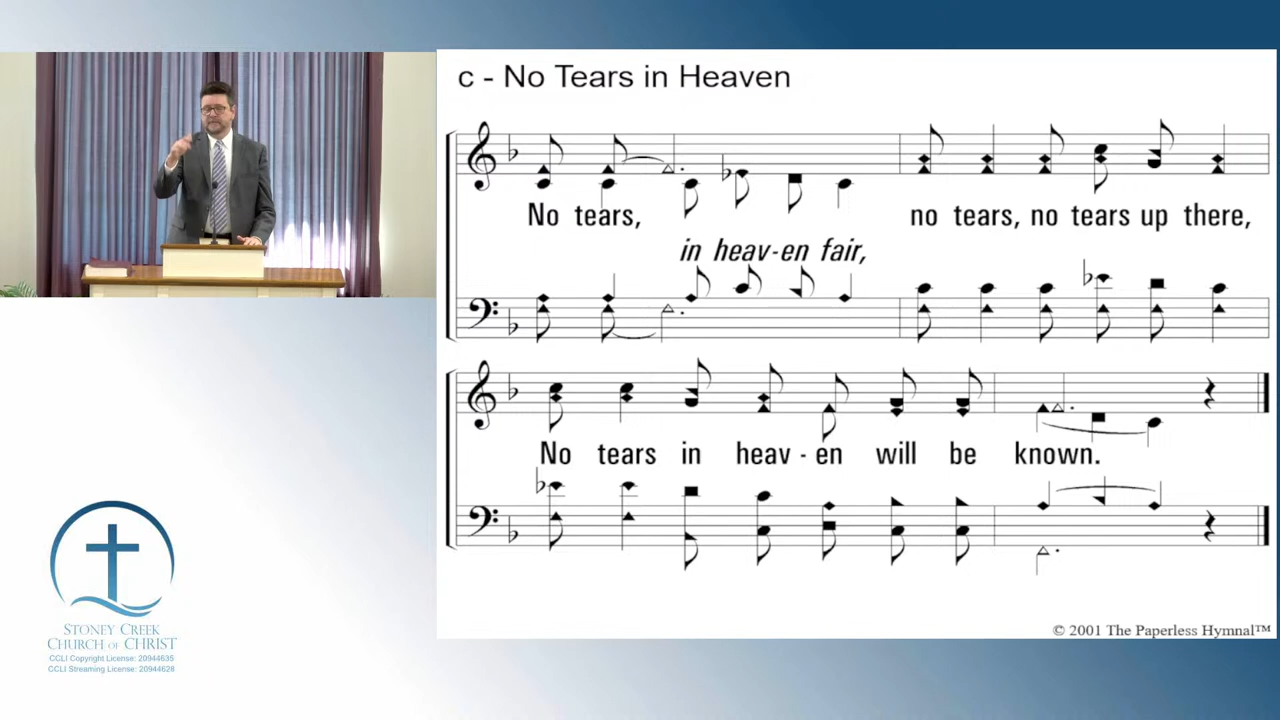 c - No Tears in Heaven
No tears, no tears, no tears up there,
in heav-en fair,
No tears in heav - en will be known.
© 2001 The Paperless Hymnal™
STONEY CREEK
CHURCH OF CHRIST
CCLI Copyright License: 20944635
CCLI Streaming License: 20944628